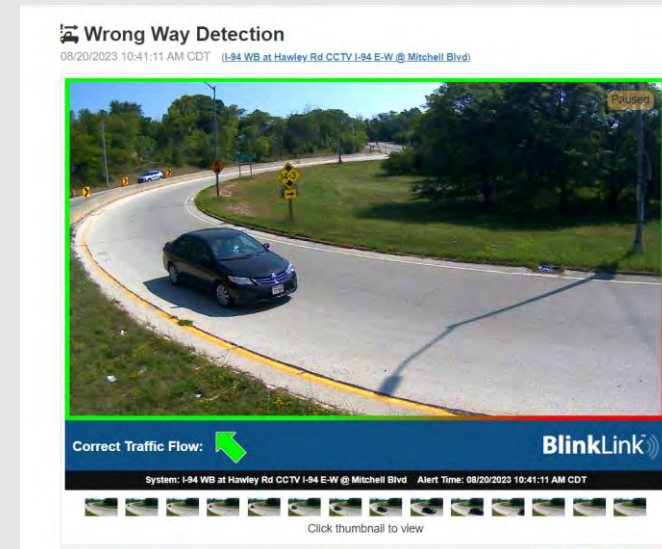 Wrong Way Detection
08/20/2023 10:41:11 AM CDT (I-94 WB at Hawley Rd CCTV I-94 E-W @ Mitchell Blvd)
Paused
Correct Traffic Flow:
BlinkLink
System: I-94 WB at Hawley Rd CCTV I-94 E-W @ Mitchell Blvd Alert Time: 08/20/2023 10:41:11 AM CDT
Click thumbnail to view